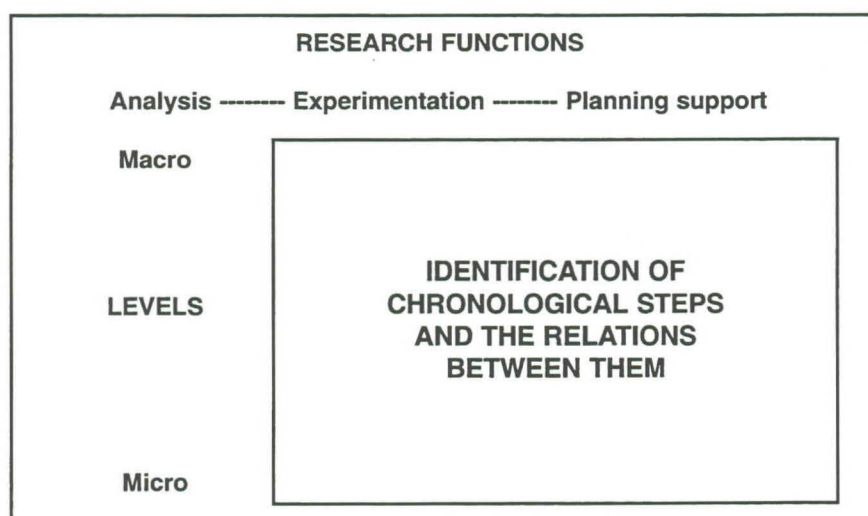 RESEARCH FUNCTIONS
Analysis -------- Experimentation -------- Planning support
Macro
LEVELS
Micro
IDENTIFICATION OF
CHRONOLOGICAL STEPS
AND THE RELATIONS
BETWEEN THEM